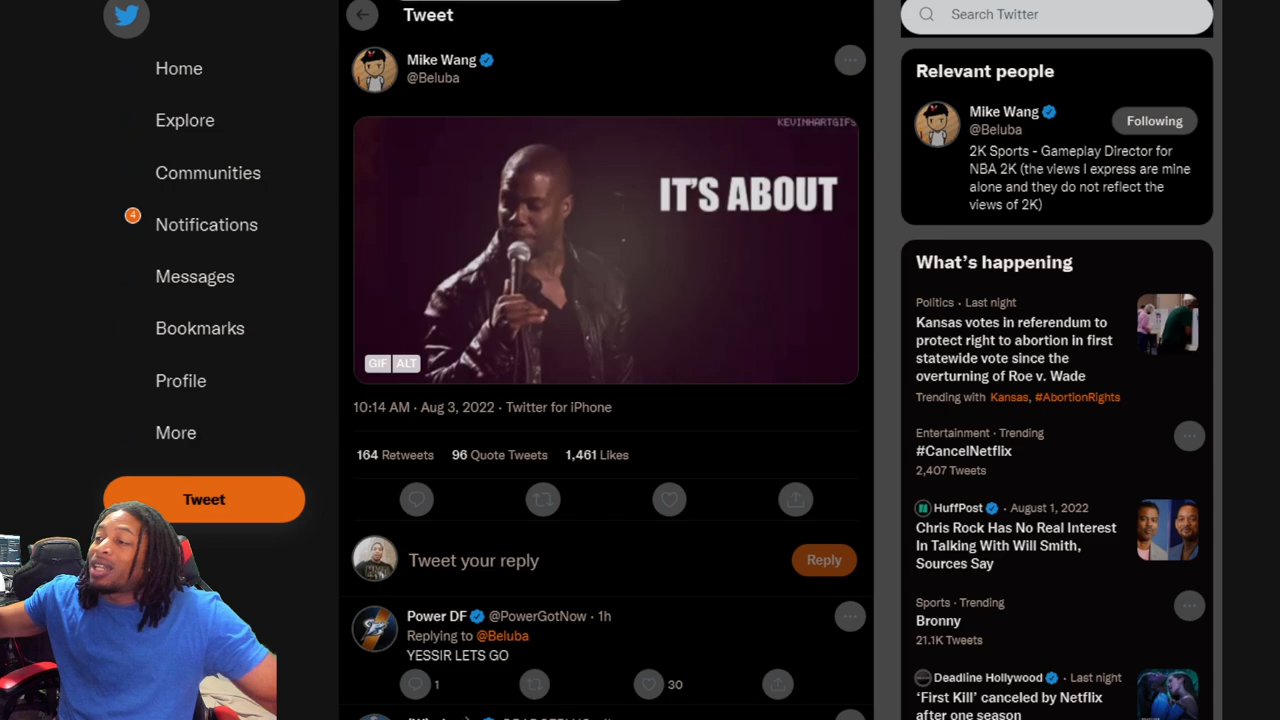 Home
Explore
Communities
4
Notifications
Messages
Bookmarks
Profile
More
Tweet
Tweet
Mike Wang
@Beluba
KEVINHARTGIFS
IT'S ABOUT
GIF ALT
10:14 AM · Aug 3, 2022 · Twitter for iPhone
164 Retweets 96 Quote Tweets 1,461 Likes
Tweet your reply
Reply
Power DF @PowerGotNow · 1h
Replying to @Beluba
YESSIR LETS GO
1
30
Search Twitter
Relevant people
Mike Wang
@Beluba
Following
2K Sports - Gameplay Director for
NBA 2K (the views I express are mine
alone and they do not reflect the
views of 2K)
What's happening
Politics · Last night
Kansas votes in referendum to
protect right to abortion in first
statewide vote since the
overturning of Roe v. Wade
Trending with Kansas, #AbortionRights
Entertainment · Trending
#CancelNetflix
2,407 Tweets
HuffPost · August 1, 2022
Chris Rock Has No Real Interest
In Talking With Will Smith,
Sources Say
Sports · Trending
Bronny
21.1K Tweets
Deadline Hollywood · Last night
'First Kill' canceled by Netflix
after one season